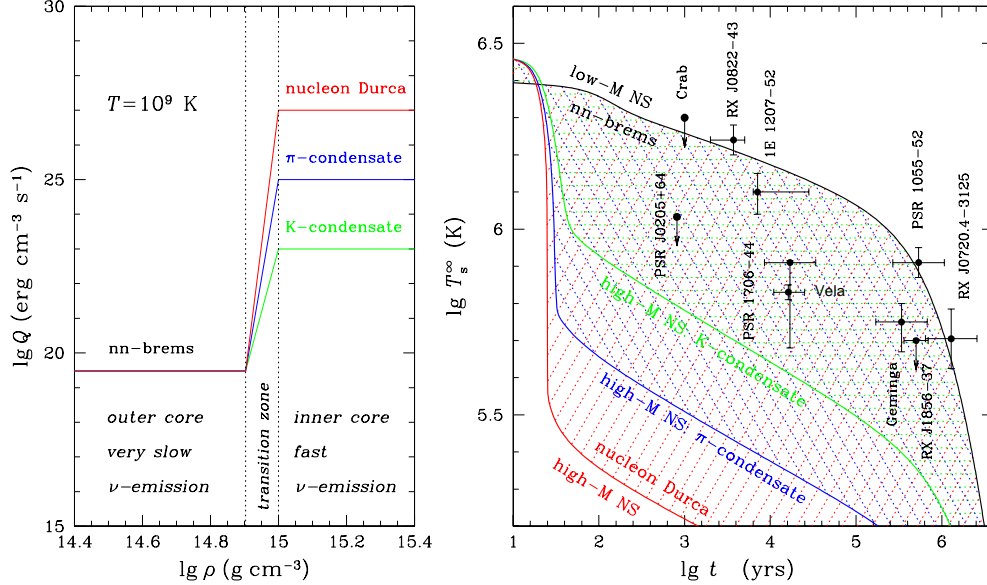 30
25
20
15
14.4
14.6
14.8
15
15.2
15.4
lg Q (erg cm⁻³ s⁻¹)
lg ρ (g cm⁻³)
T=10⁹ K
nucleon Durca
π-condensate
K-condensate
nn-brems
outer core
very slow
ν-emission
transition zone
inner core
fast
ν-emission
6.5
6
5.5
1
2
3
4
5
6
lg T_s^∞ (K)
lg t (yrs)
low-M NS
nn-brems
Crab
RX J0822-43
1E 1207-52
PSR J0205+64
PSR 1706-44
Vela
PSR 1055-52
RX J0720.4-3125
Geminga
RX J1856-37
high-M NS: K-condensate
high-M NS: π-condensate
nucleon Durca
high-M NS